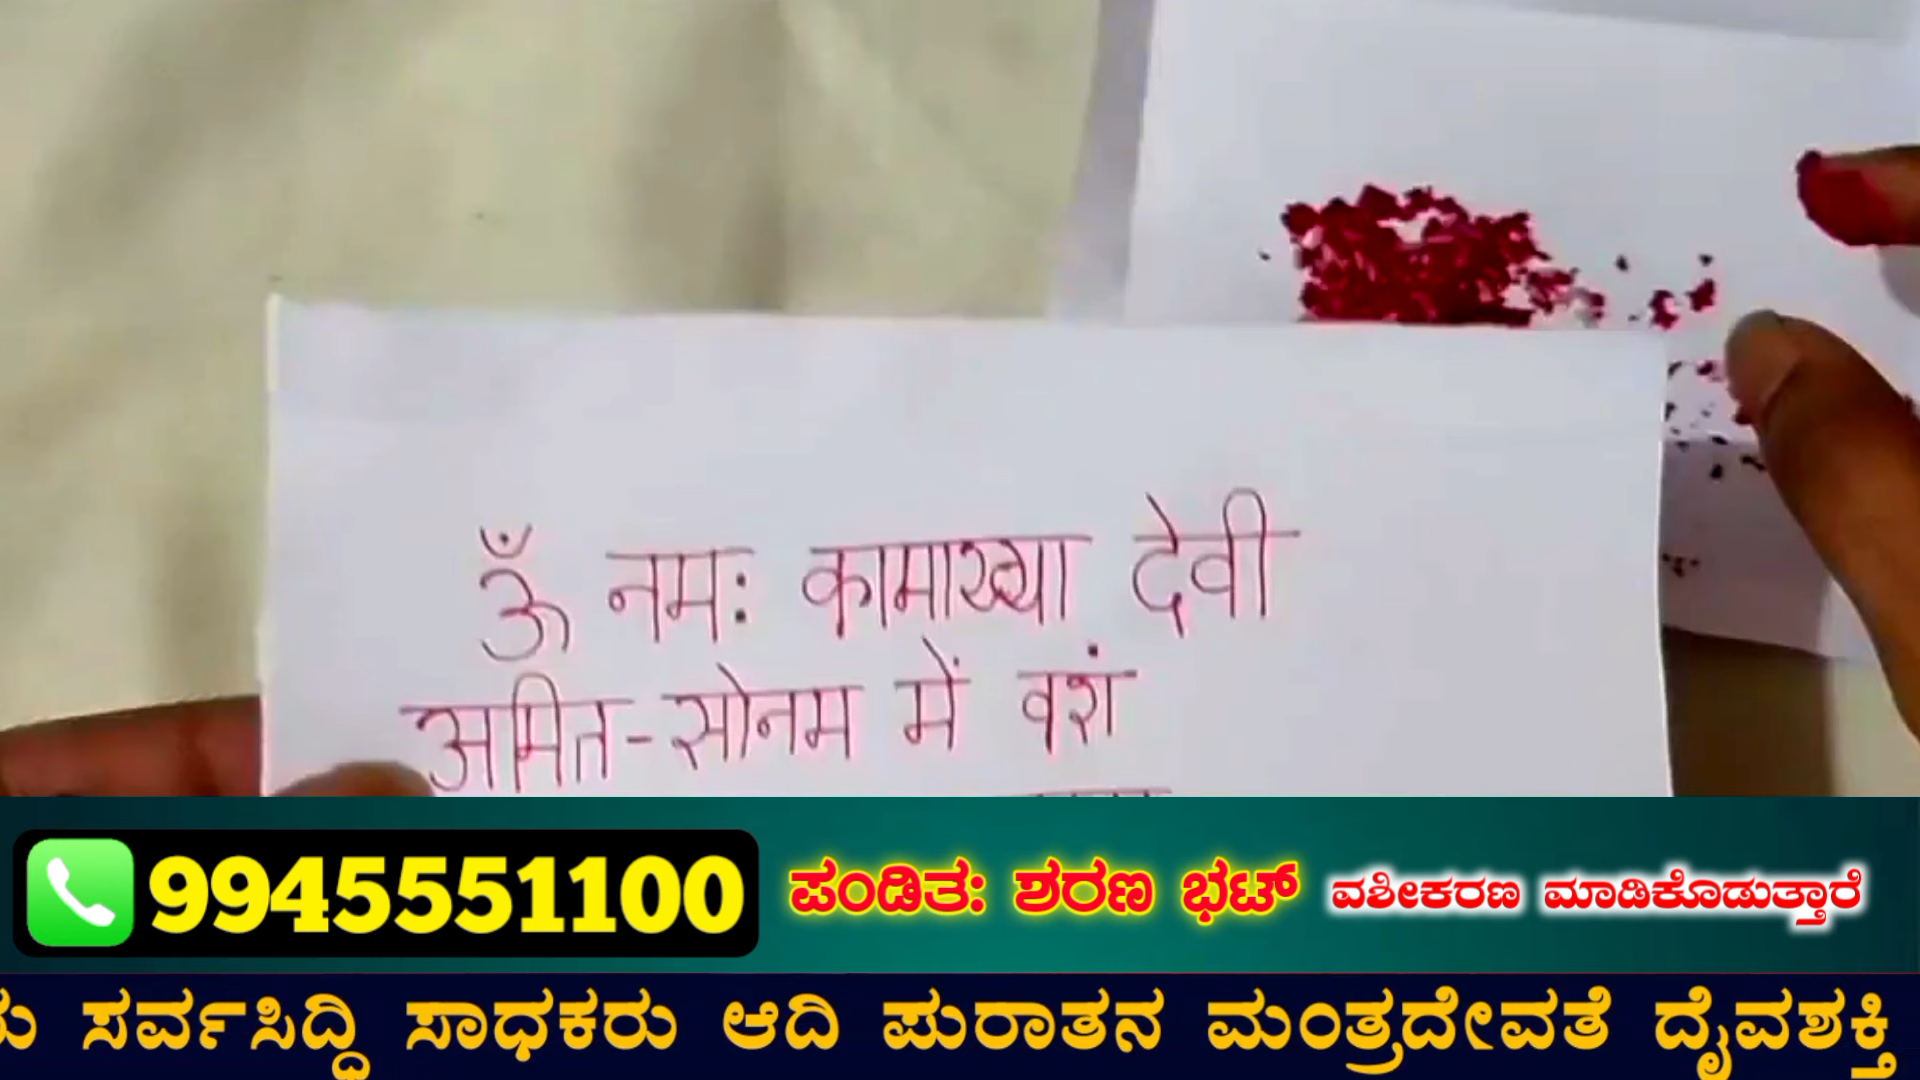 ॐ नमः कामाख्या देवी
अमित-सोनम में वशं
9945551100 ಪಂಡಿತ: ಶರಣ ಭಟ್ ವಶೀಕರಣ ಮಾಡಿಕೊಡುತ್ತಾರೆ
ಸರ್ವಸಿದ್ದಿ ಸಾಧಕರು ಆದಿ ಪುರಾತನ ಮಂತ್ರದೇವತೆ ದೈವಶಕ್ತಿ